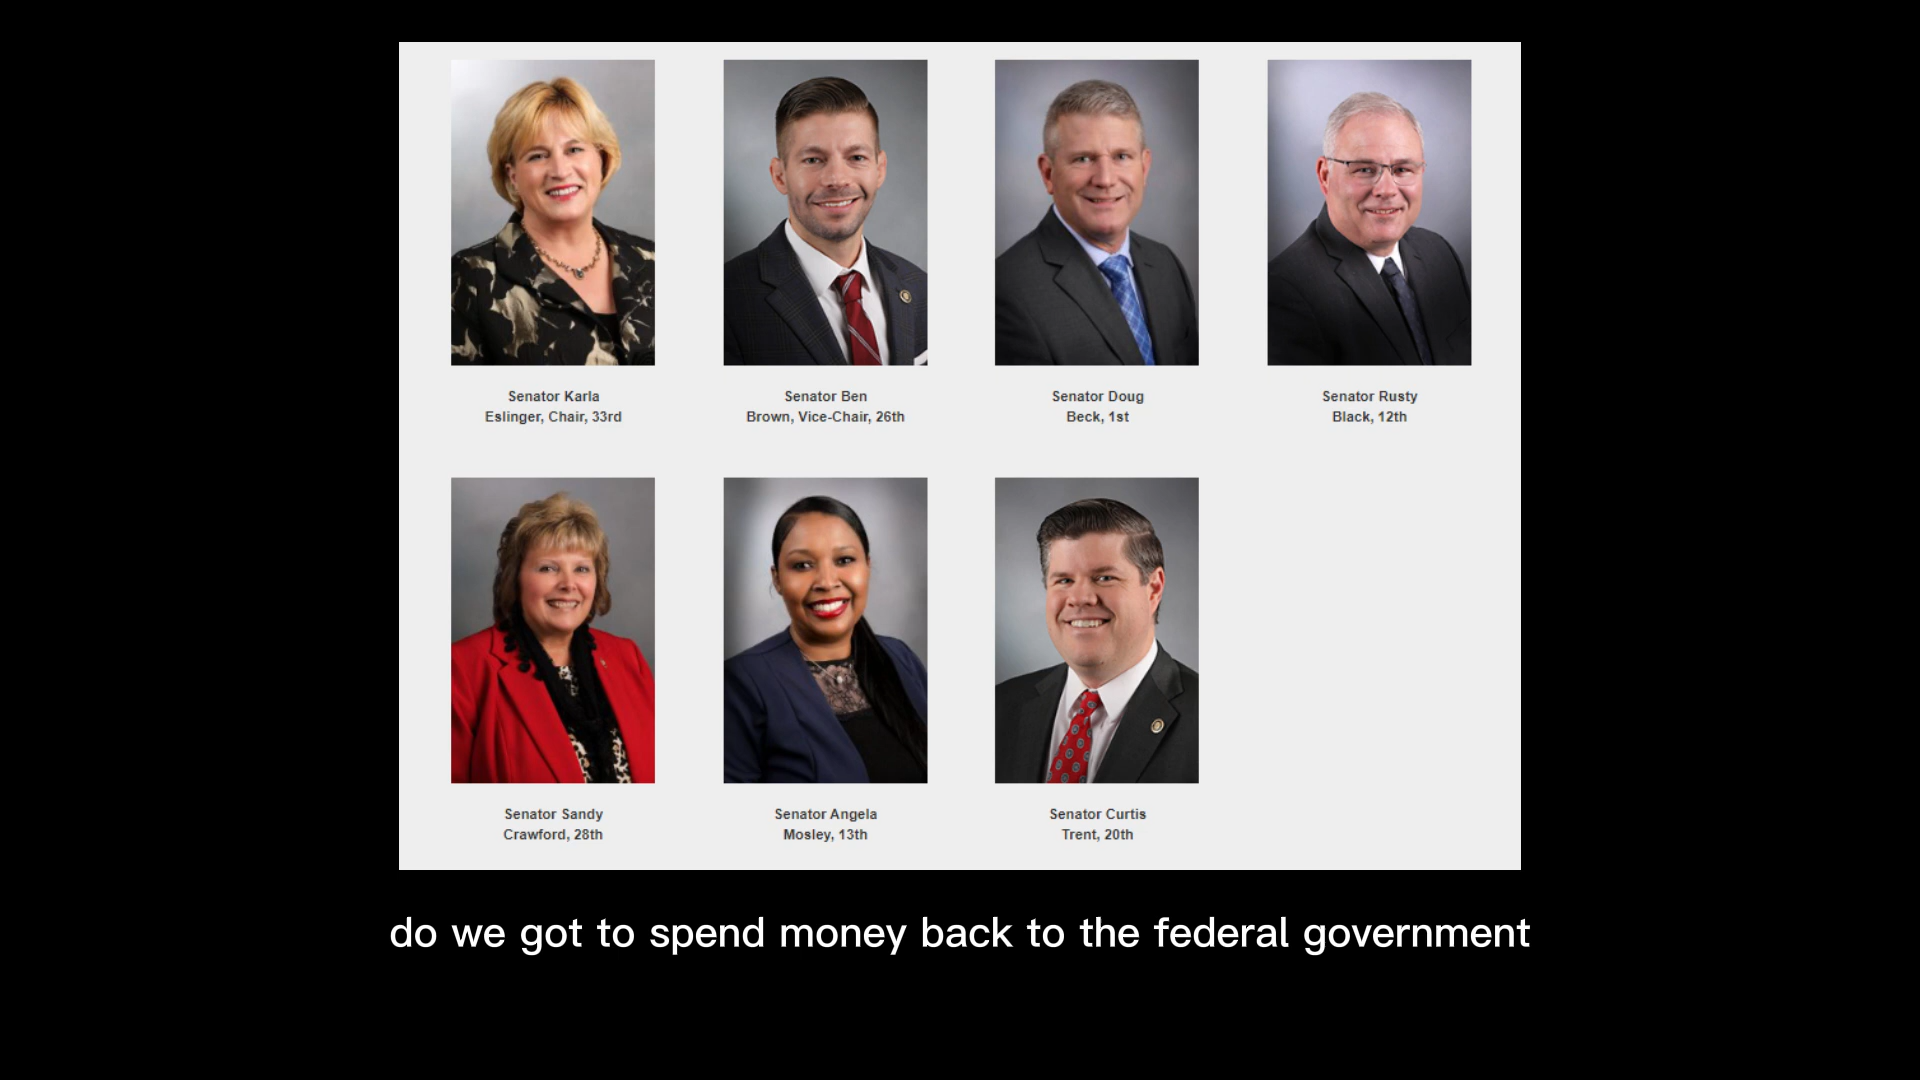 Senator Karla
Eslinger, Chair, 33rd
Senator Ben
Brown, Vice-Chair, 26th
Senator Doug
Beck, 1st
Senator Rusty
Black, 12th
Senator Sandy
Crawford, 28th
Senator Angela
Mosley, 13th
Senator Curtis
Trent, 20th
do we got to spend money back to the federal government